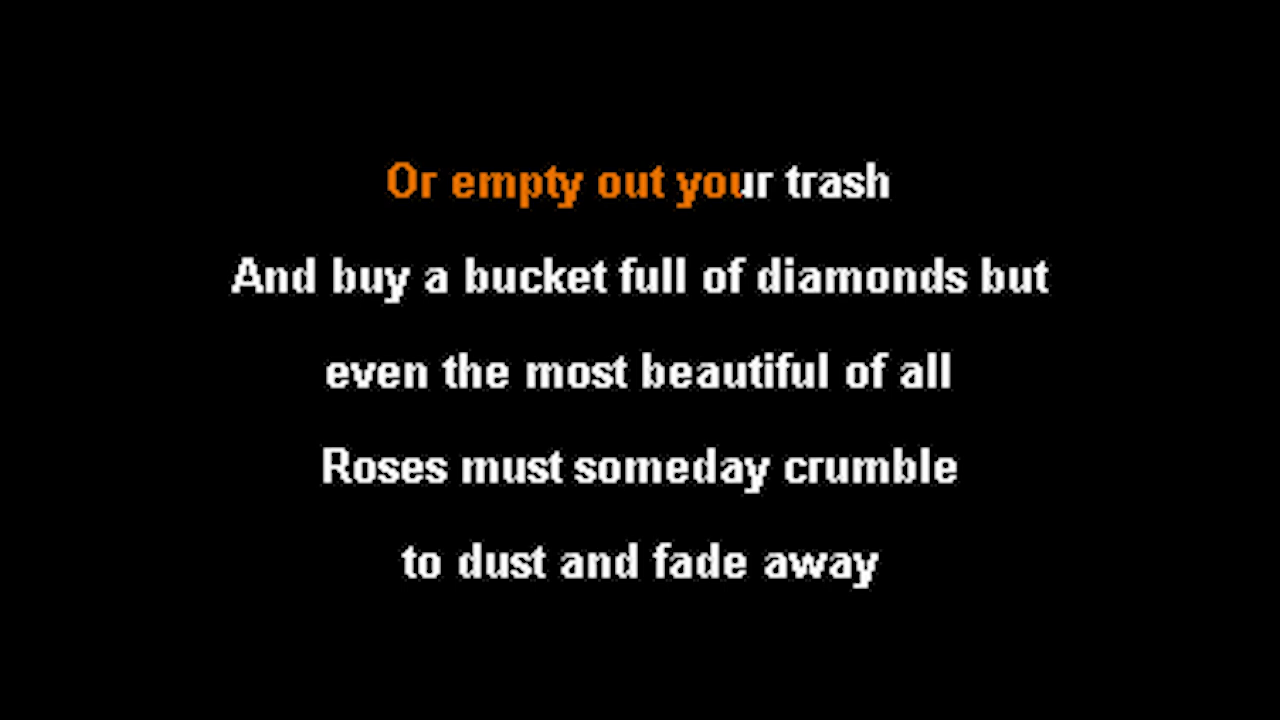 Or empty out your trash
And buy a bucket full of diamonds but
even the most beautiful of all
Roses must someday crumble
to dust and fade away